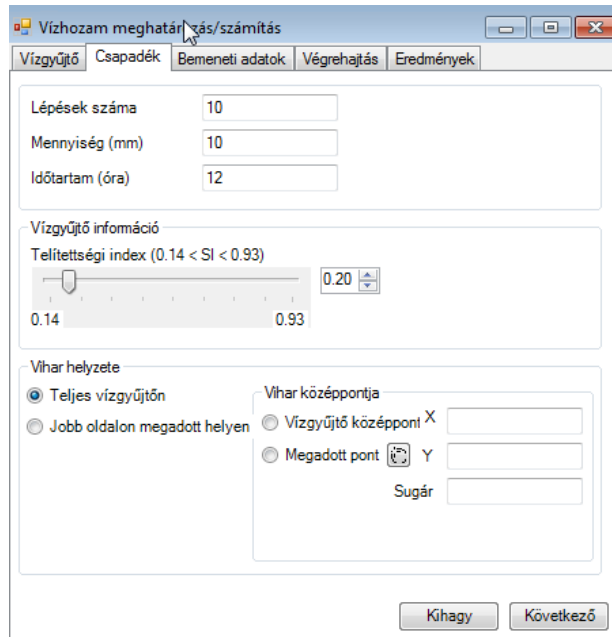 Vízhozam meghatározás/számítás
Vízgyűjtő Csapadék Bemeneti adatok Végrehajtás Eredmények
Lépések száma 10
Mennyiség (mm) 10
Időtartam (óra) 12
Vízgyűjtő információ
Telítettségi index (0.14 < SI < 0.93)
0.20
0.14 0.93
Vihar helyzete
Teljes vízgyűjtőn
Jobb oldalon megadott helyen
Vihar középpontja
Vízgyűjtő középpont X
Megadott pont Y
Sugár
Kihagy Következő